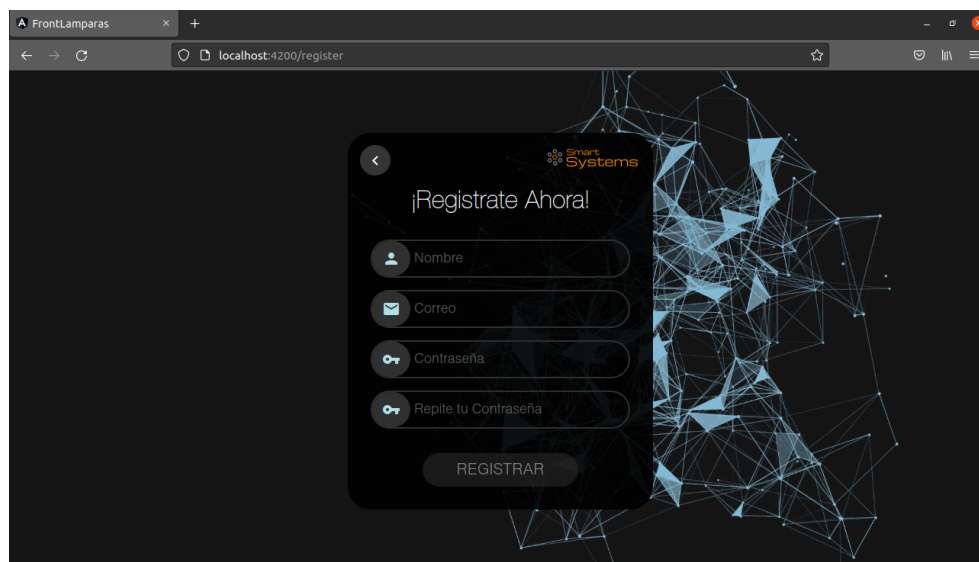 FrontLamparas
localhost:4200/register
Smart
Systems
¡Registrate Ahora!
Nombre
Correo
Contraseña
Repite tu Contraseña
REGISTRAR